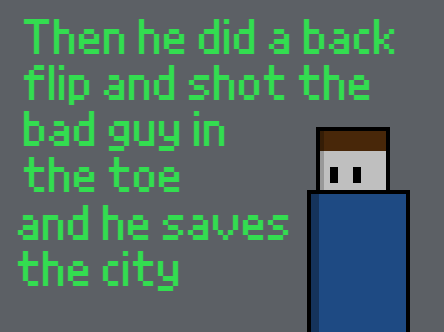 Then he did a back
flip and shot the
bad guy in
the toe
and he saves
the city